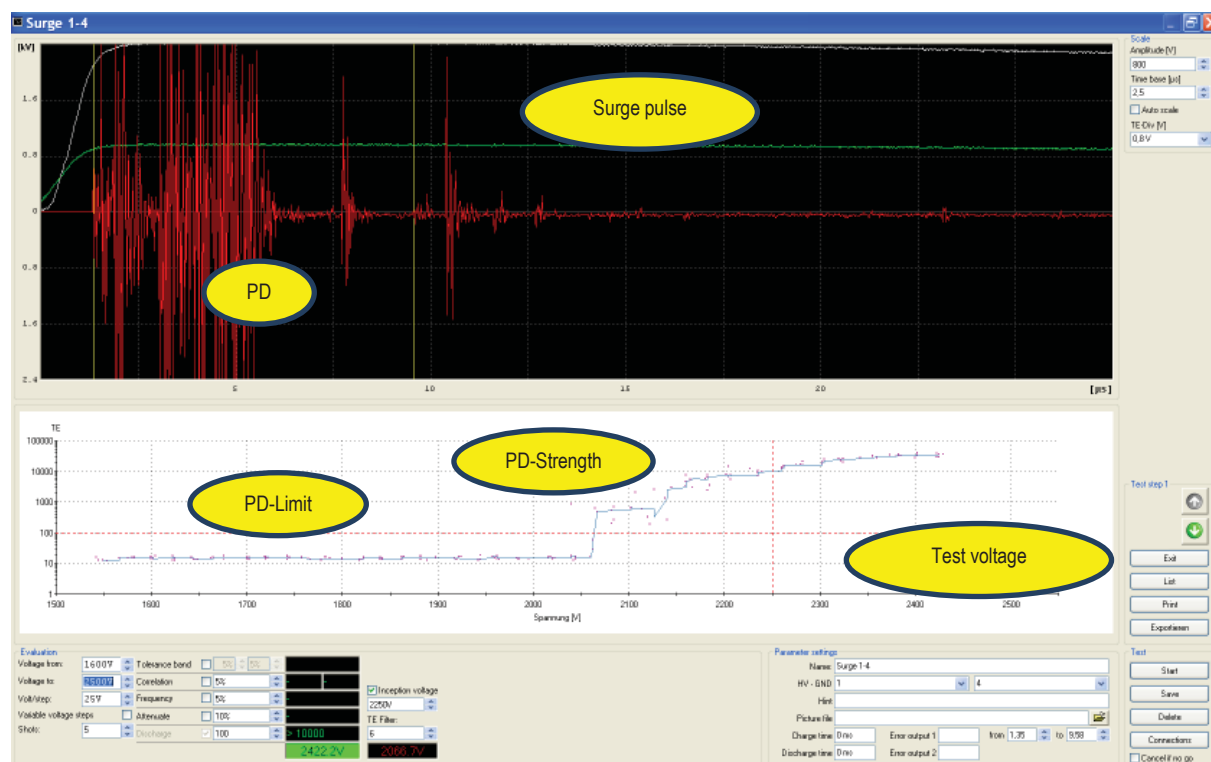 Surge 1-4
[kV]
1.6
0.8
0
0.8
1.6
2.4
5
10
15
20
[µs]
Surge pulse
PD
Scale
Amplitude [V]
800
Time base [µs]
2,5
Auto scale
TE-Div [V]
0,8 V
TE
100000
10000
1000
100
10
1
1500
1600
1700
1800
1900
2000
2100
2200
2300
2400
2500
Spannung [V]
PD-Limit
PD-Strength
Test voltage
Test step 1
Exit
List
Print
Exportieren
Evaluation
Voltage from: 1600V Tolerance band 5% 5%
Voltage to: 2500V Correlation 5%
Volt/step: 25V Frequency 5%
Variable voltage steps Attenuate 10%
Shots: 5 Discharge 100 > 10000
2422.2V
Inception voltage
2250V
TE Filter:
6
2066.7V
Parameter settings
Name: Surge 1-4
HV - GND 1 4
Hint
Picture file
Charge time 0 ms Error output 1 from 1,35 to 9,58
Discharge time 0 ms Error output 2
Test
Start
Save
Delete
Connections
Cancel if no go